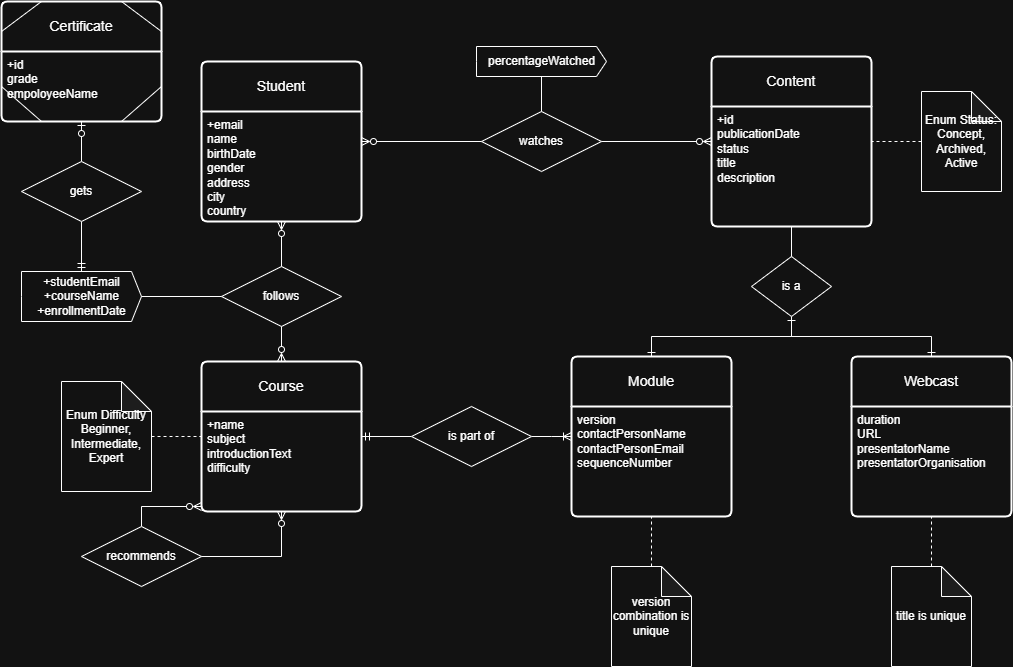 Certificate
+id
grade
empoloyeeName
gets
+studentEmail
+courseName
+enrollmentDate
Student
+email
name
birthDate
gender
address
city
country
percentageWatched
watches
Content
+id
publicationDate
status
title
description
Enum Status:
Concept,
Archived,
Active
follows
is a
Enum Difficulty
Beginner,
Intermediate,
Expert
Course
+name
subject
introductionText
difficulty
is part of
Module
version
contactPersonName
contactPersonEmail
sequenceNumber
Webcast
duration
URL
presentatorName
presentatorOrganisation
recommends
version
combination is
unique
title is unique